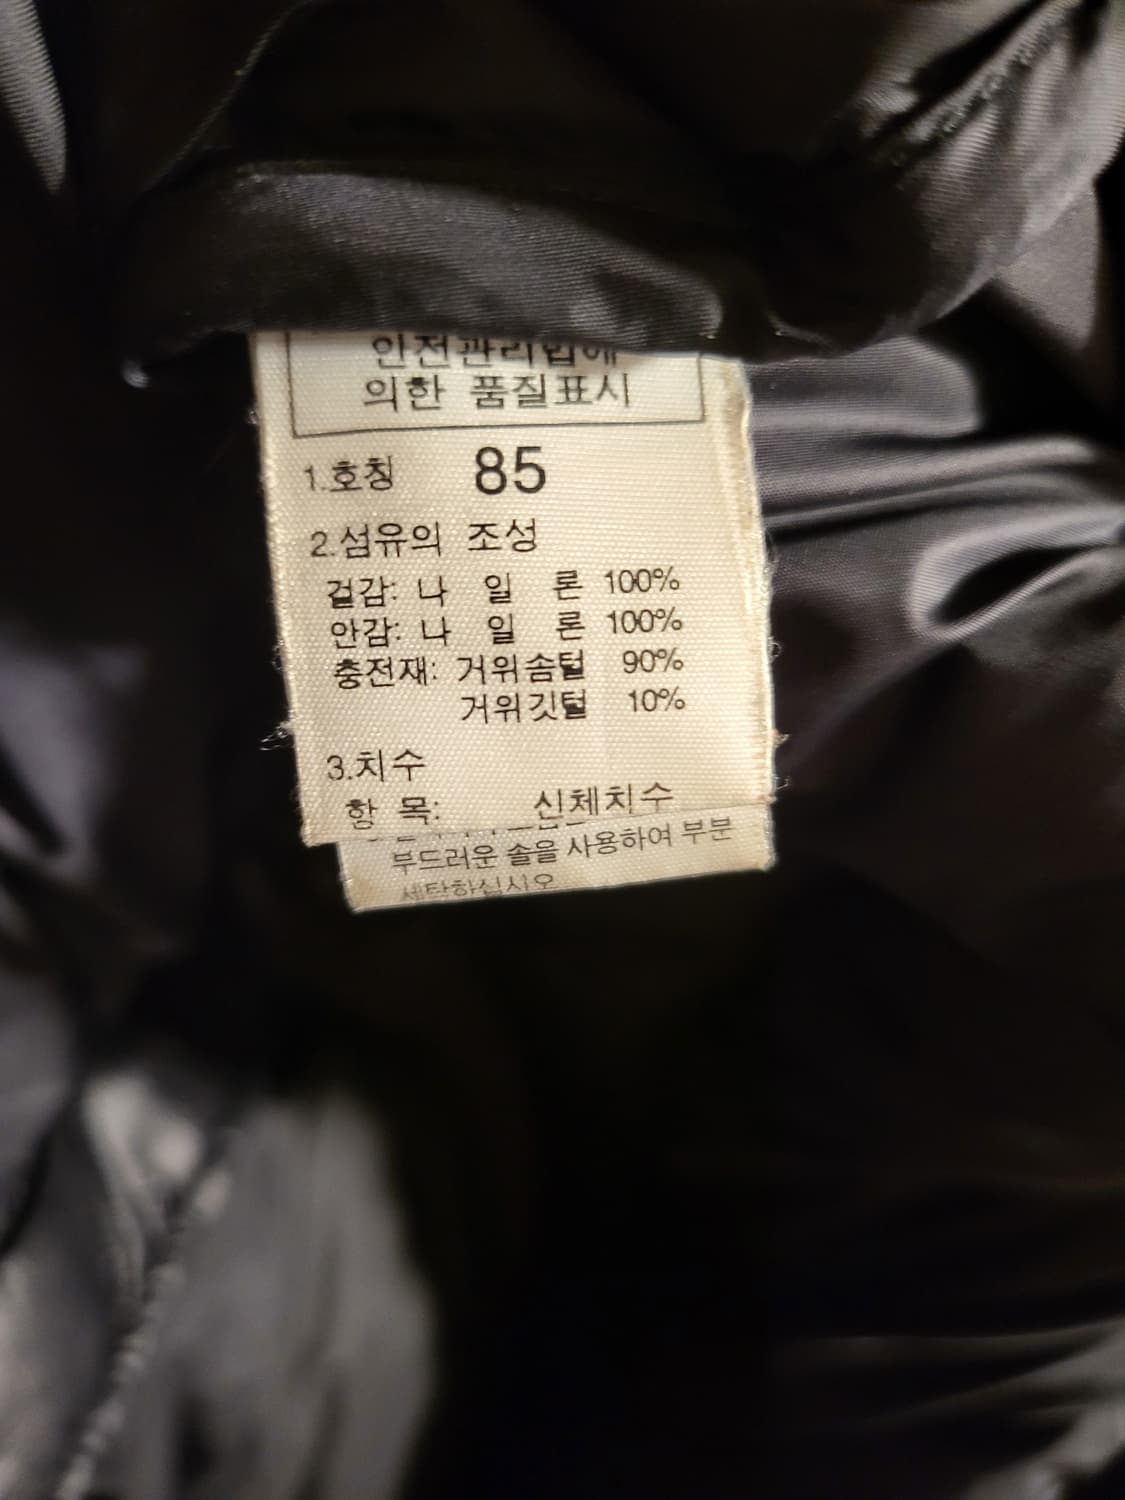 안전관리법에
의한 품질표시
1.호칭 85
2.섬유의 조성
겉감: 나 일 론 100%
안감: 나 일 론 100%
충전재: 거위솜털 90%
거위깃털 10%
3.치수
항 목: 신체치수
부드러운 솔을 사용하여 부분
세탁하십시오